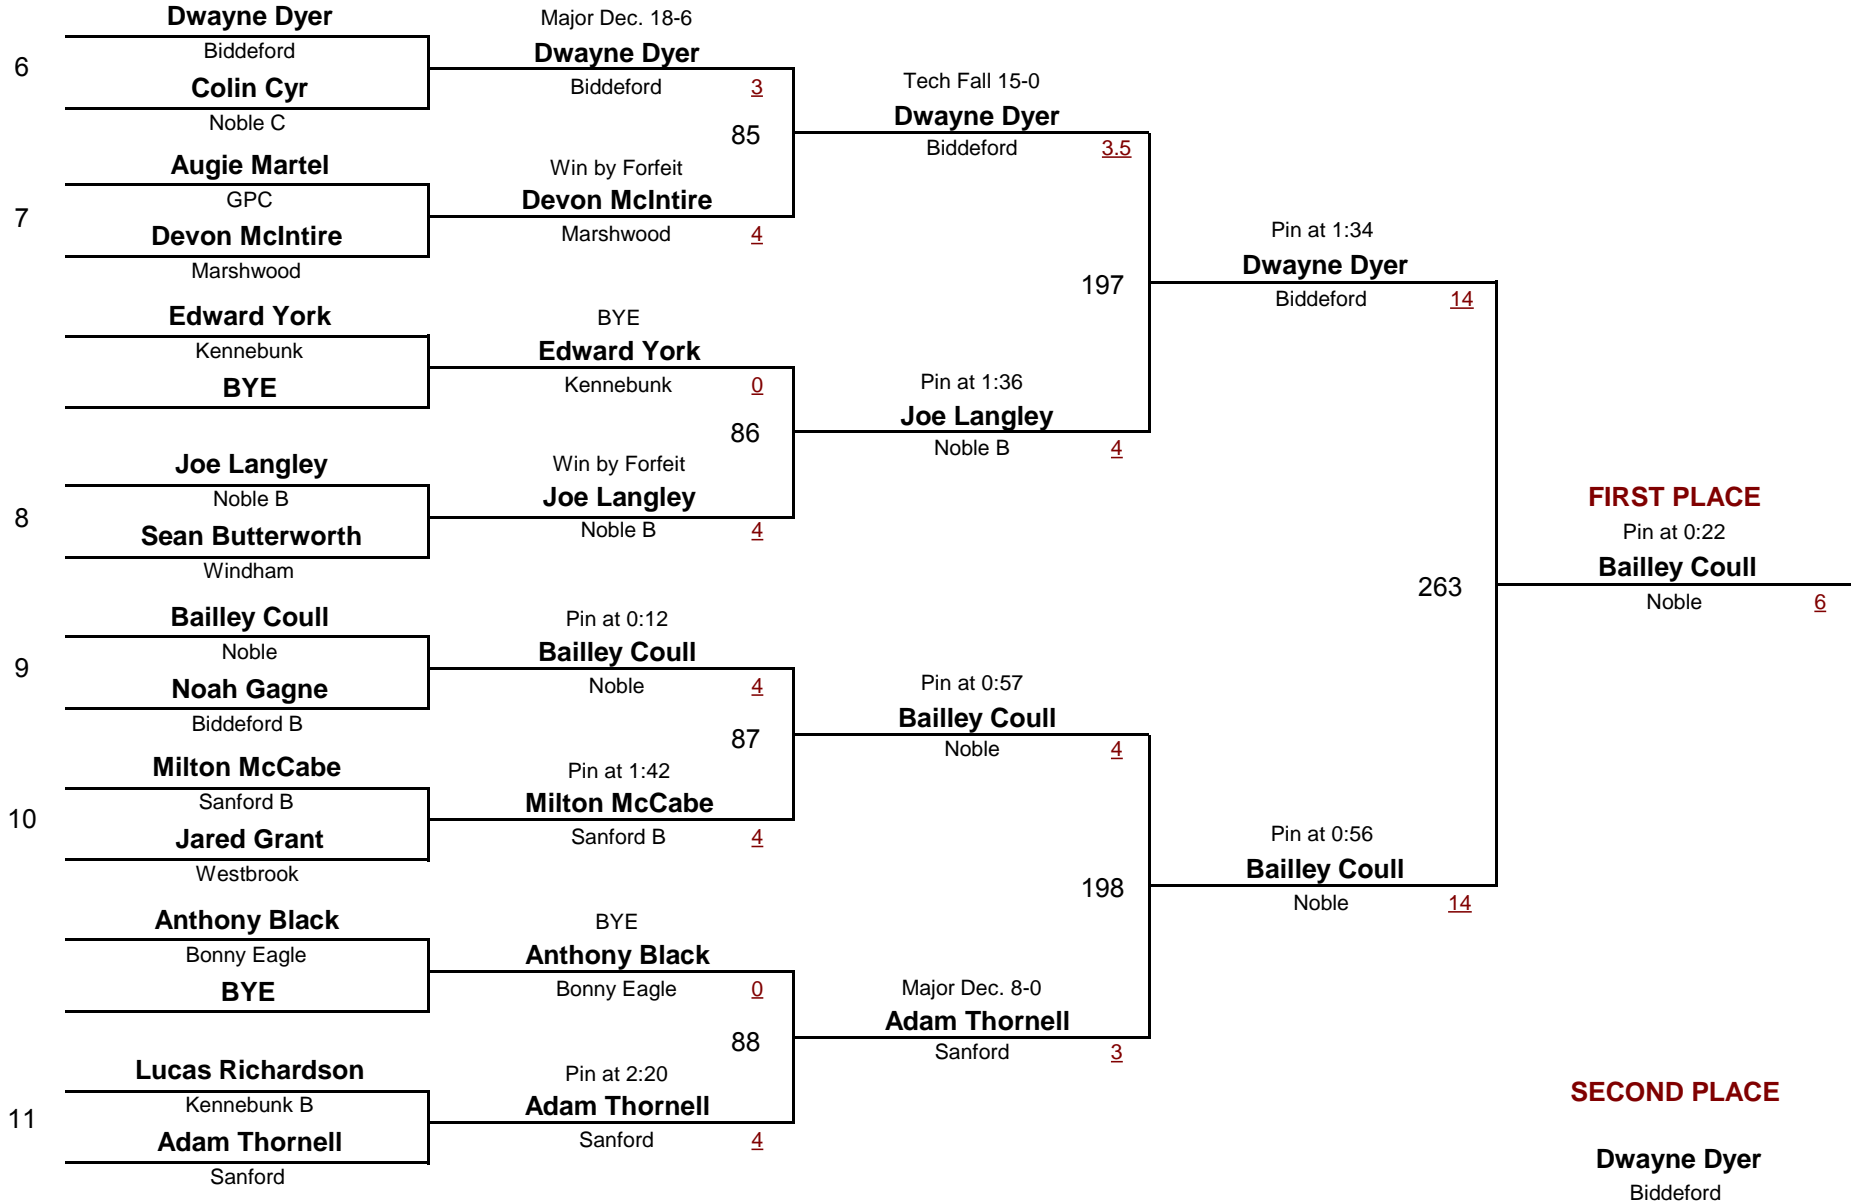 Dwayne Dyer
6
Biddeford
Colin Cyr
Noble C
Augie Martel
7
GPC
Devon McIntire
Marshwood
Edward York
Kennebunk
BYE
Joe Langley
8
Noble B
Sean Butterworth
Windham
Bailley Coull
9
Noble
Noah Gagne
Biddeford B
Milton McCabe
10
Sanford B
Jared Grant
Westbrook
Anthony Black
Bonny Eagle
BYE
Lucas Richardson
11
Kennebunk B
Adam Thornell
Sanford
Major Dec. 18-6
Dwayne Dyer
Biddeford 3
85
Win by Forfeit
Devon McIntire
Marshwood 4
BYE
Edward York
Kennebunk 0
86
Win by Forfeit
Joe Langley
Noble B 4
Pin at 0:12
Bailley Coull
Noble 4
87
Pin at 1:42
Milton McCabe
Sanford B 4
BYE
Anthony Black
Bonny Eagle 0
88
Pin at 2:20
Adam Thornell
Sanford 4
Tech Fall 15-0
Dwayne Dyer
Biddeford 3.5
197
Pin at 1:36
Joe Langley
Noble B 4
Pin at 0:57
Bailley Coull
Noble 4
198
Major Dec. 8-0
Adam Thornell
Sanford 3
Pin at 1:34
Dwayne Dyer
Biddeford 14
263
Pin at 0:56
Bailley Coull
Noble 14
FIRST PLACE
Pin at 0:22
Bailley Coull
Noble 6
SECOND PLACE
Dwayne Dyer
Biddeford